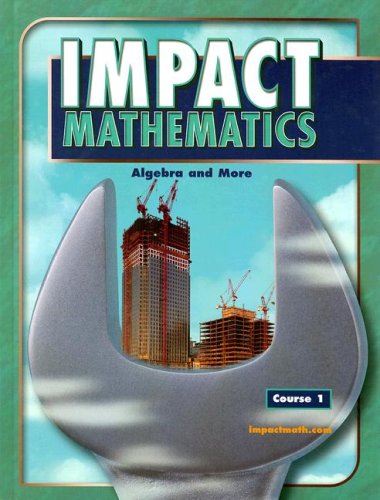 IMPACT
MATHEMATICS
Algebra and More
Course 1
impactmath.com